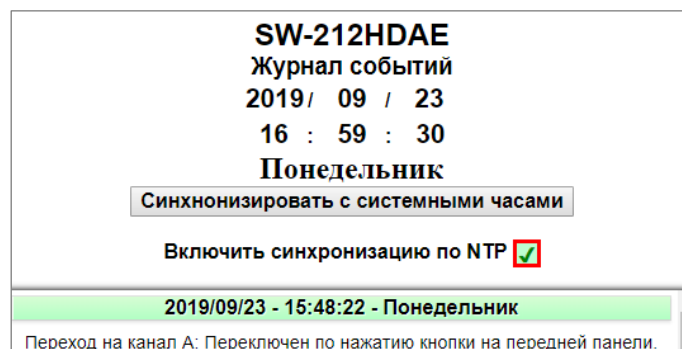 SW-212HDAE
Журнал событий
2019 / 09 / 23
16 : 59 : 30
Понедельник
Синхнонизировать с системными часами
Включить синхронизацию по NTP
2019/09/23 - 15:48:22 - Понедельник
Переход на канал A: Переключен по нажатию кнопки на передней панели.